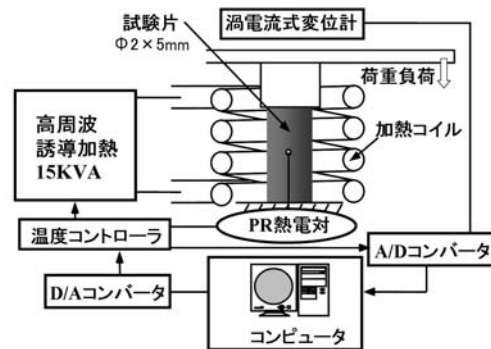 試験片
Φ2×5mm
渦電流式変位計
荷重負荷
高周波
誘導加熱
15KVA
加熱コイル
PR熱電対
温度コントローラ
A/Dコンバータ
D/Aコンバータ
コンピュータ